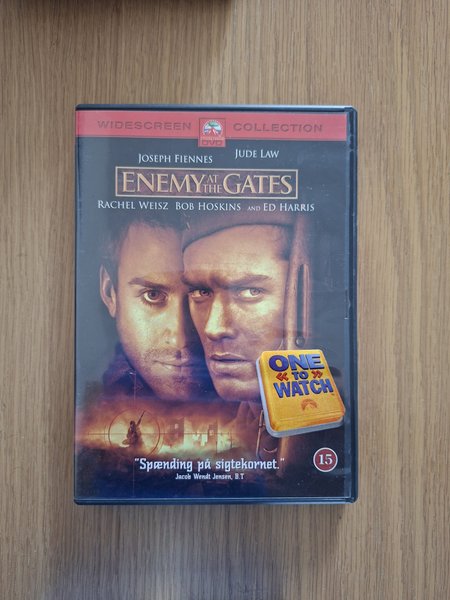 WIDESCREEN COLLECTION
DVD
JOSEPH FIENNES JUDE LAW
ENEMY AT THE GATES
RACHEL WEISZ BOB HOSKINS AND ED HARRIS
ONE
«TO»
WATCH
15
"Spænding på sigtekornet."
Jacob Wendt Jensen, B.T